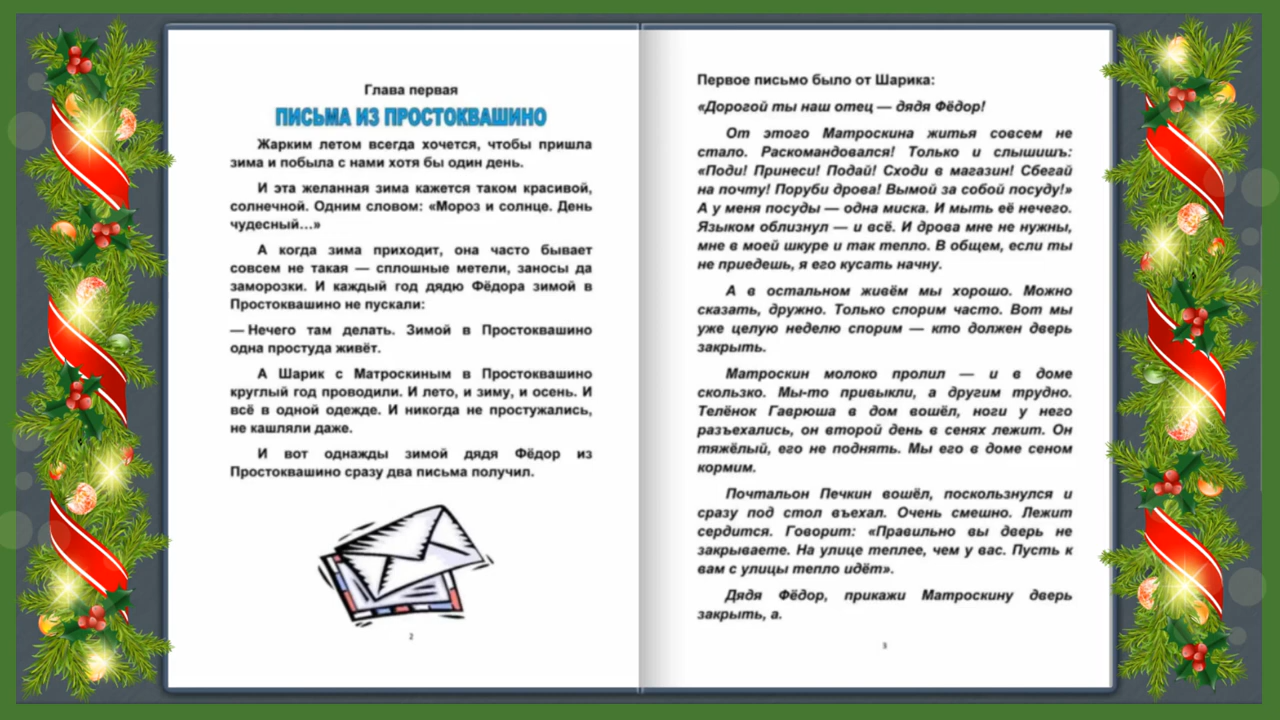 Глава первая
ПИСЬМА ИЗ ПРОСТОКВАШИНО
Жарким летом всегда хочется, чтобы пришла
зима и побыла с нами хотя бы один день.
И эта желанная зима кажется таком красивой,
солнечной. Одним словом: «Мороз и солнце. День
чудесный…»
А когда зима приходит, она часто бывает
совсем не такая — сплошные метели, заносы да
заморозки. И каждый год дядю Фёдора зимой в
Простоквашино не пускали:
— Нечего там делать. Зимой в Простоквашино
одна простуда живёт.
А Шарик с Матроскиным в Простоквашино
круглый год проводили. И лето, и зиму, и осень. И
всё в одной одежде. И никогда не простужались,
не кашляли даже.
И вот однажды зимой дядя Фёдор из
Простоквашино сразу два письма получил.
2
Первое письмо было от Шарика:
«Дорогой ты наш отец — дядя Фёдор!
От этого Матроскина житья совсем не
стало. Раскомандовался! Только и слышишъ:
«Поди! Принеси! Подай! Сходи в магазин! Сбегай
на почту! Поруби дрова! Вымой за собой посуду!»
А у меня посуды — одна миска. И мыть её нечего.
Языком облизнул — и всё. И дрова мне не нужны,
мне в моей шкуре и так тепло. В общем, если ты
не приедешь, я его кусать начну.
А в остальном живём мы хорошо. Можно
сказать, дружно. Только спорим часто. Вот мы
уже целую неделю спорим — кто должен дверь
закрыть.
Матроскин молоко пролил — и в доме
скользко. Мы-то привыкли, а другим трудно.
Телёнок Гаврюша в дом вошёл, ноги у него
разъехались, он второй день в сенях лежит. Он
тяжёлый, его не поднять. Мы его в доме сеном
кормим.
Почтальон Печкин вошёл, поскользнулся и
сразу под стол въехал. Очень смешно. Лежит
сердится. Говорит: «Правильно вы дверь не
закрываете. На улице теплее, чем у вас. Пусть к
вам с улицы тепло идёт».
Дядя Фёдор, прикажи Матроскину дверь
закрыть, а.
3